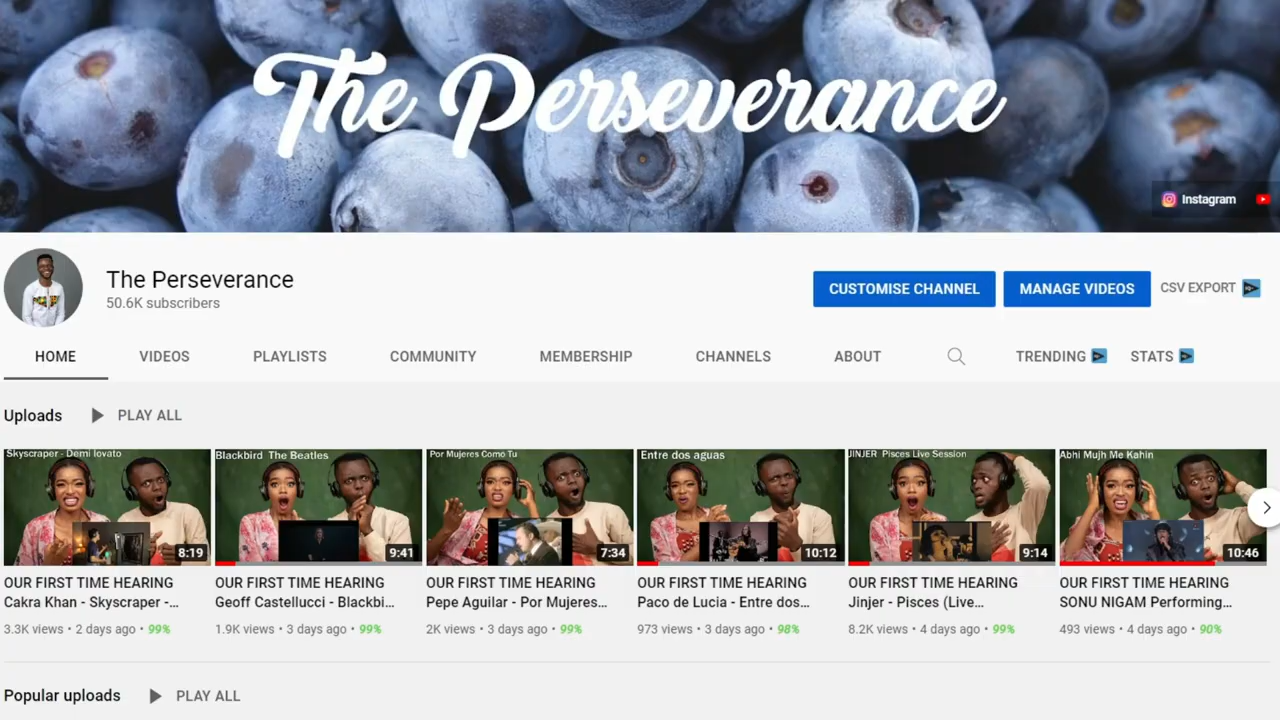 The Perseverance
Instagram
The Perseverance
50.6K subscribers
CUSTOMISE CHANNEL
MANAGE VIDEOS
CSV EXPORT
HOME
VIDEOS
PLAYLISTS
COMMUNITY
MEMBERSHIP
CHANNELS
ABOUT
TRENDING
STATS
Uploads
PLAY ALL
Skyscraper - Demi lovato
8:19
OUR FIRST TIME HEARING
Cakra Khan - Skyscraper -...
3.3K views • 2 days ago • 99%
Blackbird The Beatles
9:41
OUR FIRST TIME HEARING
Geoff Castellucci - Blackbi...
1.9K views • 3 days ago • 99%
Por Mujeres Como Tu
7:34
OUR FIRST TIME HEARING
Pepe Aguilar - Por Mujeres...
2K views • 3 days ago • 99%
Entre dos aguas
10:12
OUR FIRST TIME HEARING
Paco de Lucia - Entre dos...
973 views • 3 days ago • 98%
JINJER Pisces Live Session
9:14
OUR FIRST TIME HEARING
Jinjer - Pisces (Live...
8.2K views • 4 days ago • 99%
Abhi Mujh Me Kahin
10:46
OUR FIRST TIME HEARING
SONU NIGAM Performing...
493 views • 4 days ago • 90%
Popular uploads
PLAY ALL